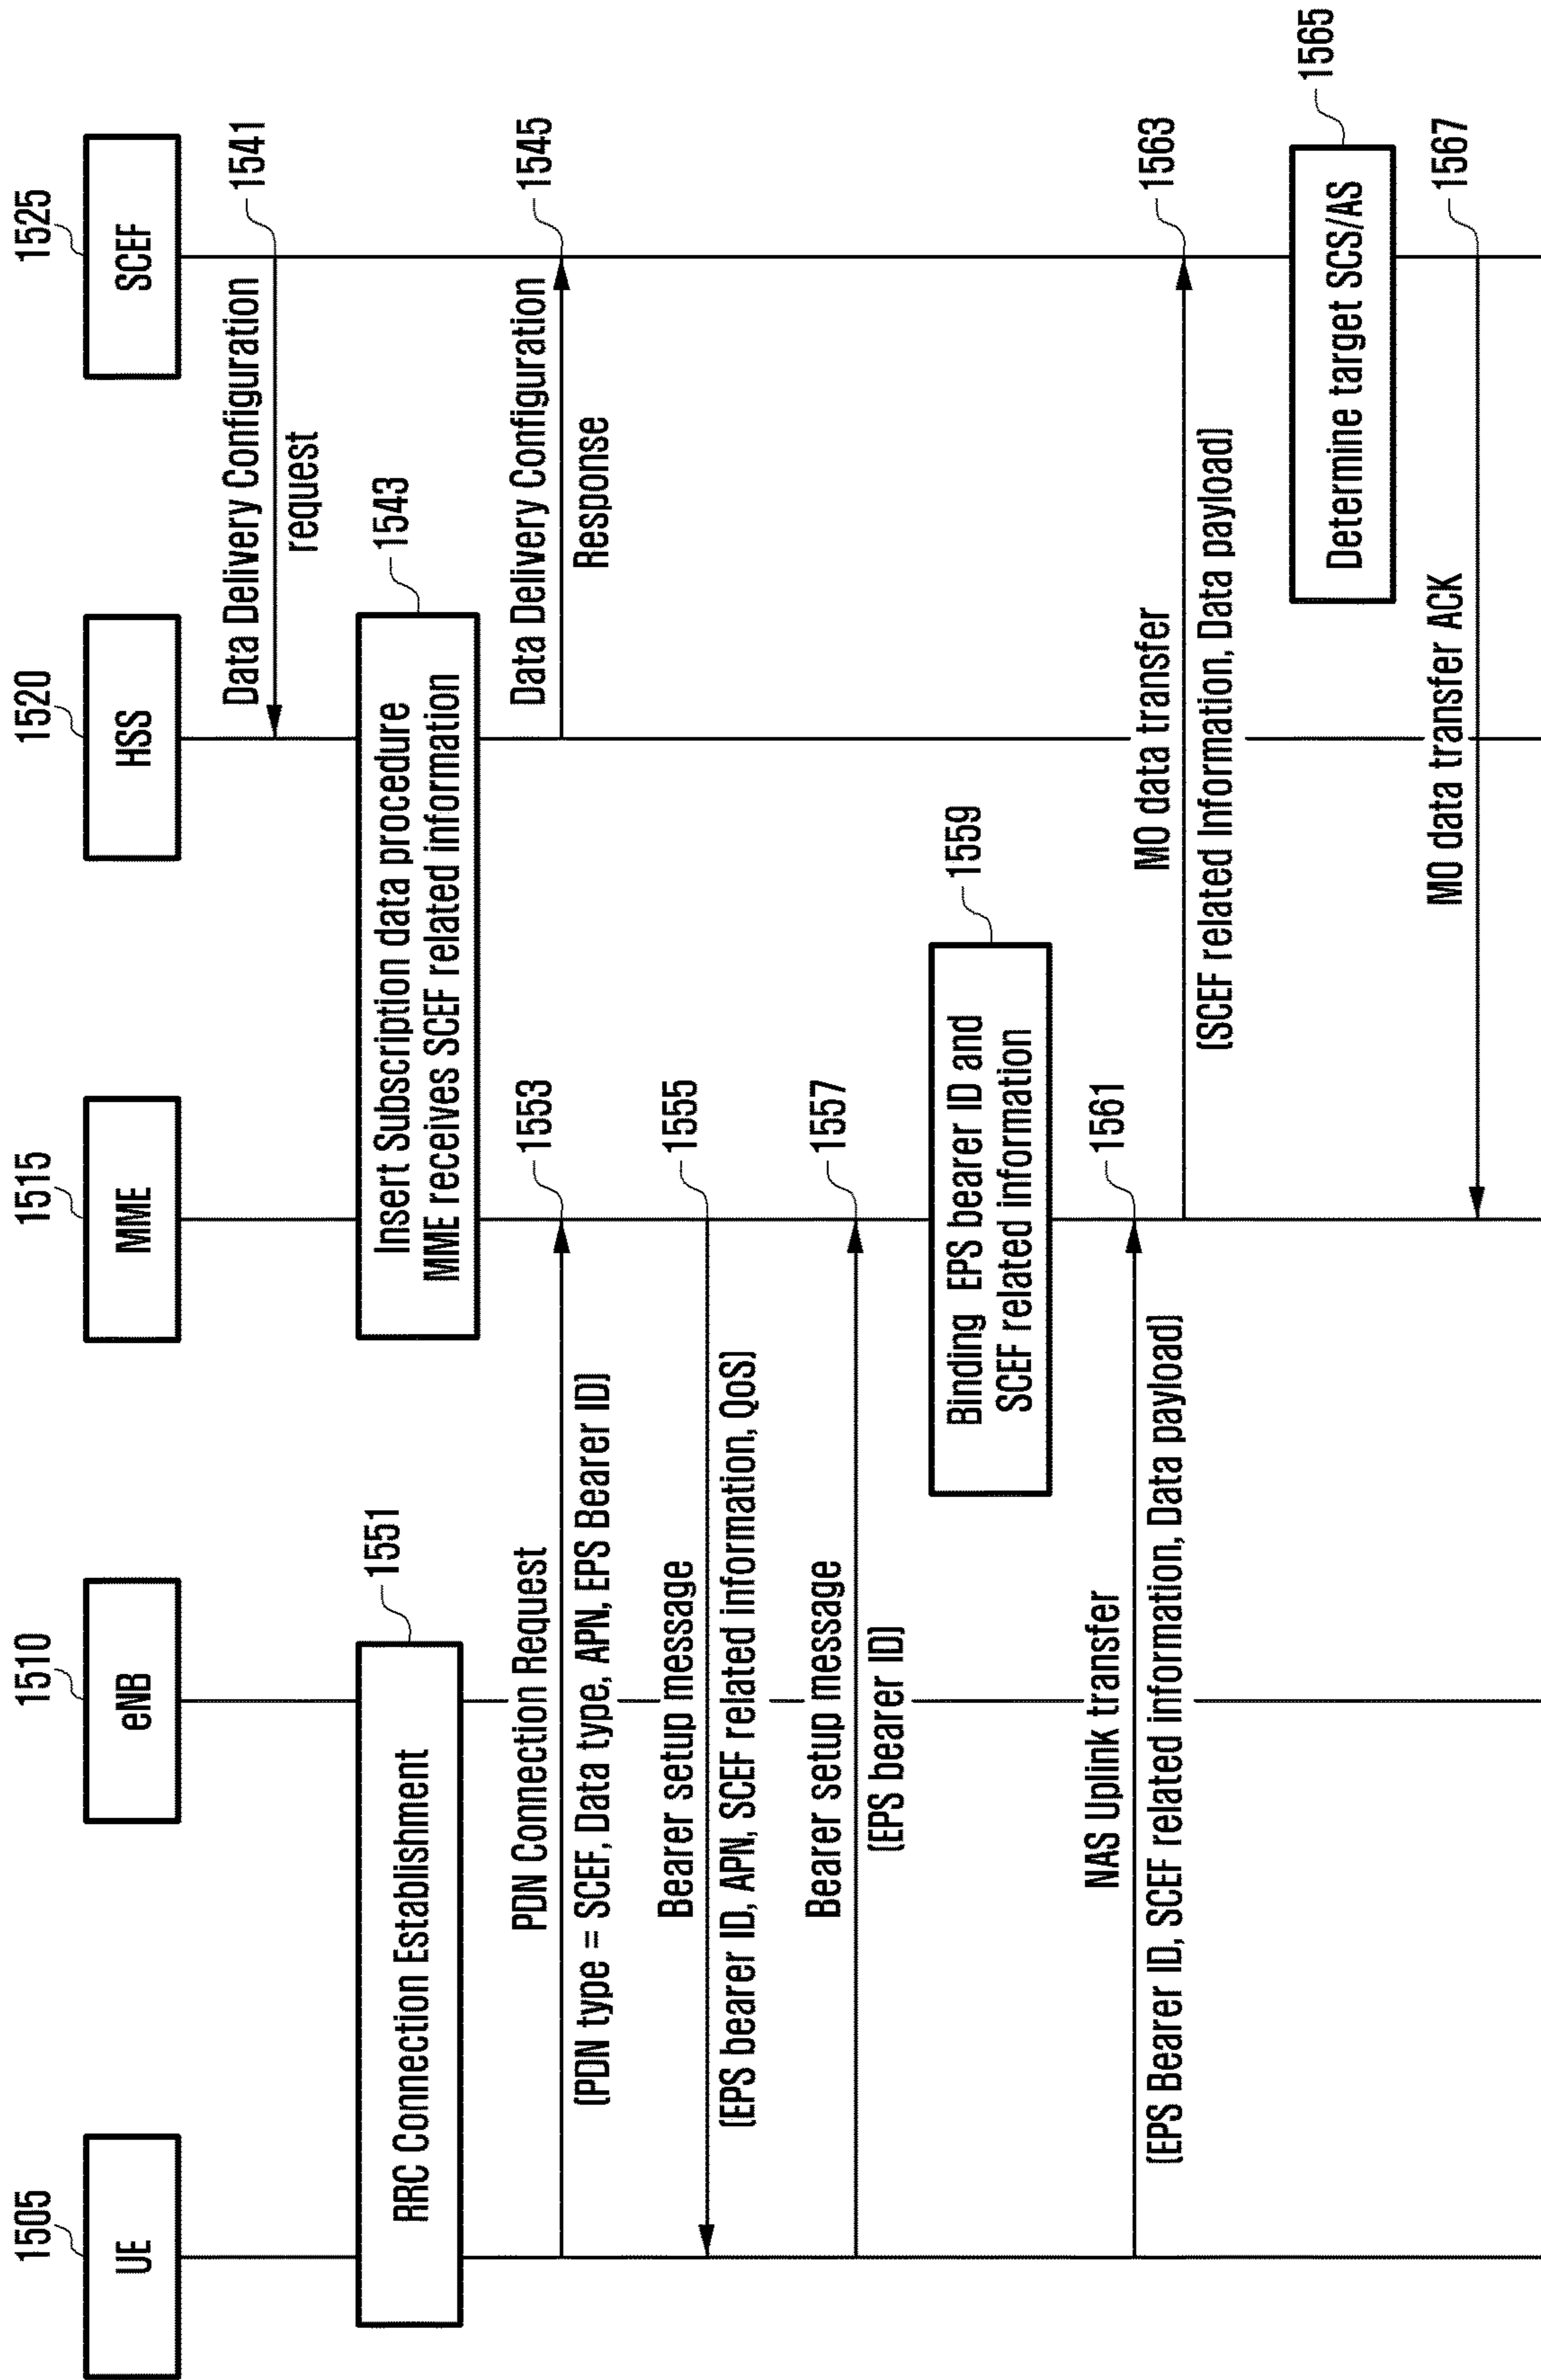 1505
UE
1510
eNB
1515
MME
1520
HSS
1525
SCEF
Data Delivery Configuration
request
1541
Insert Subscription data procedure
MME receives SCEF related information
1543
Data Delivery Configuration
Response
1545
RRC Connection Establishment
1551
PDN Connection Request
(PDN type = SCEF, Data type, APN, EPS Bearer ID)
1553
Bearer setup message
(EPS bearer ID, APN, SCEF related information, QoS)
1555
Bearer setup message
(EPS bearer ID)
1557
Binding EPS bearer ID and
SCEF related information
1559
NAS Uplink transfer
(EPS Bearer ID, SCEF related information, Data payload)
1561
MO data transfer
(SCEF related Information, Data payload)
1563
Determine target SCS/AS
1565
MO data transfer ACK
1567